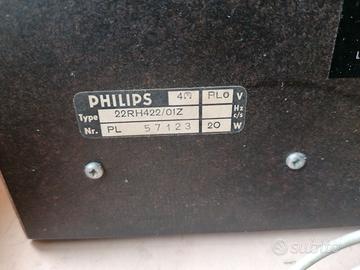 PHILIPS 4Ω PL0 V
Type 22RH422/01Z Hz c/s
Nr. PL 57123 20 W
L
subito